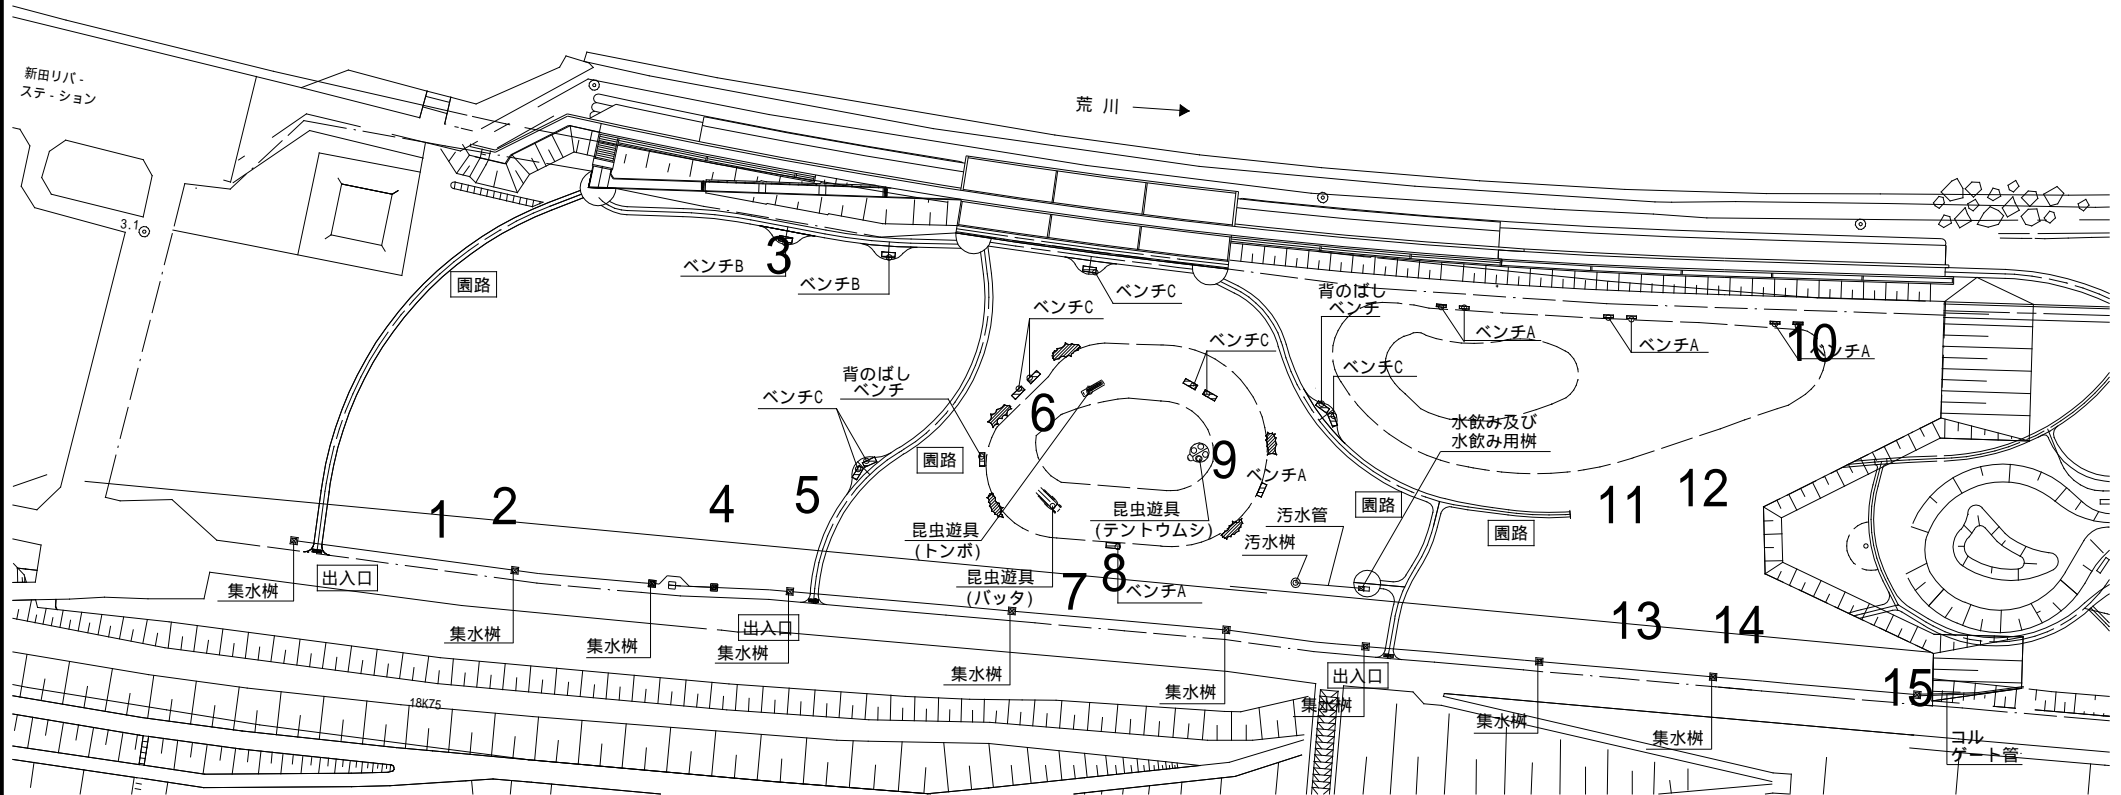 新田リバ-
ステ-ション
荒 川
3.1
3
ベンチB
ベンチB
園路
ベンチC
ベンチC
背のばし
ベンチ
ベンチA
ベンチA
10
ベンチA
ベンチC
ベンチC
背のばし
ベンチ
ベンチC
6
水飲み及び
水飲み用桝
園路
9
ベンチA
1
2
4
5
昆虫遊具
(トンボ)
昆虫遊具
(テントウムシ)
汚水管
汚水桝
園路
園路
11
12
集水桝
出入口
昆虫遊具
(バッタ)
7
8
ベンチA
集水桝
集水桝
出入口
集水桝
13
14
集水桝
集水桝
出入口
集水桝
15
18K75
集水桝
集水桝
コル
ゲート管